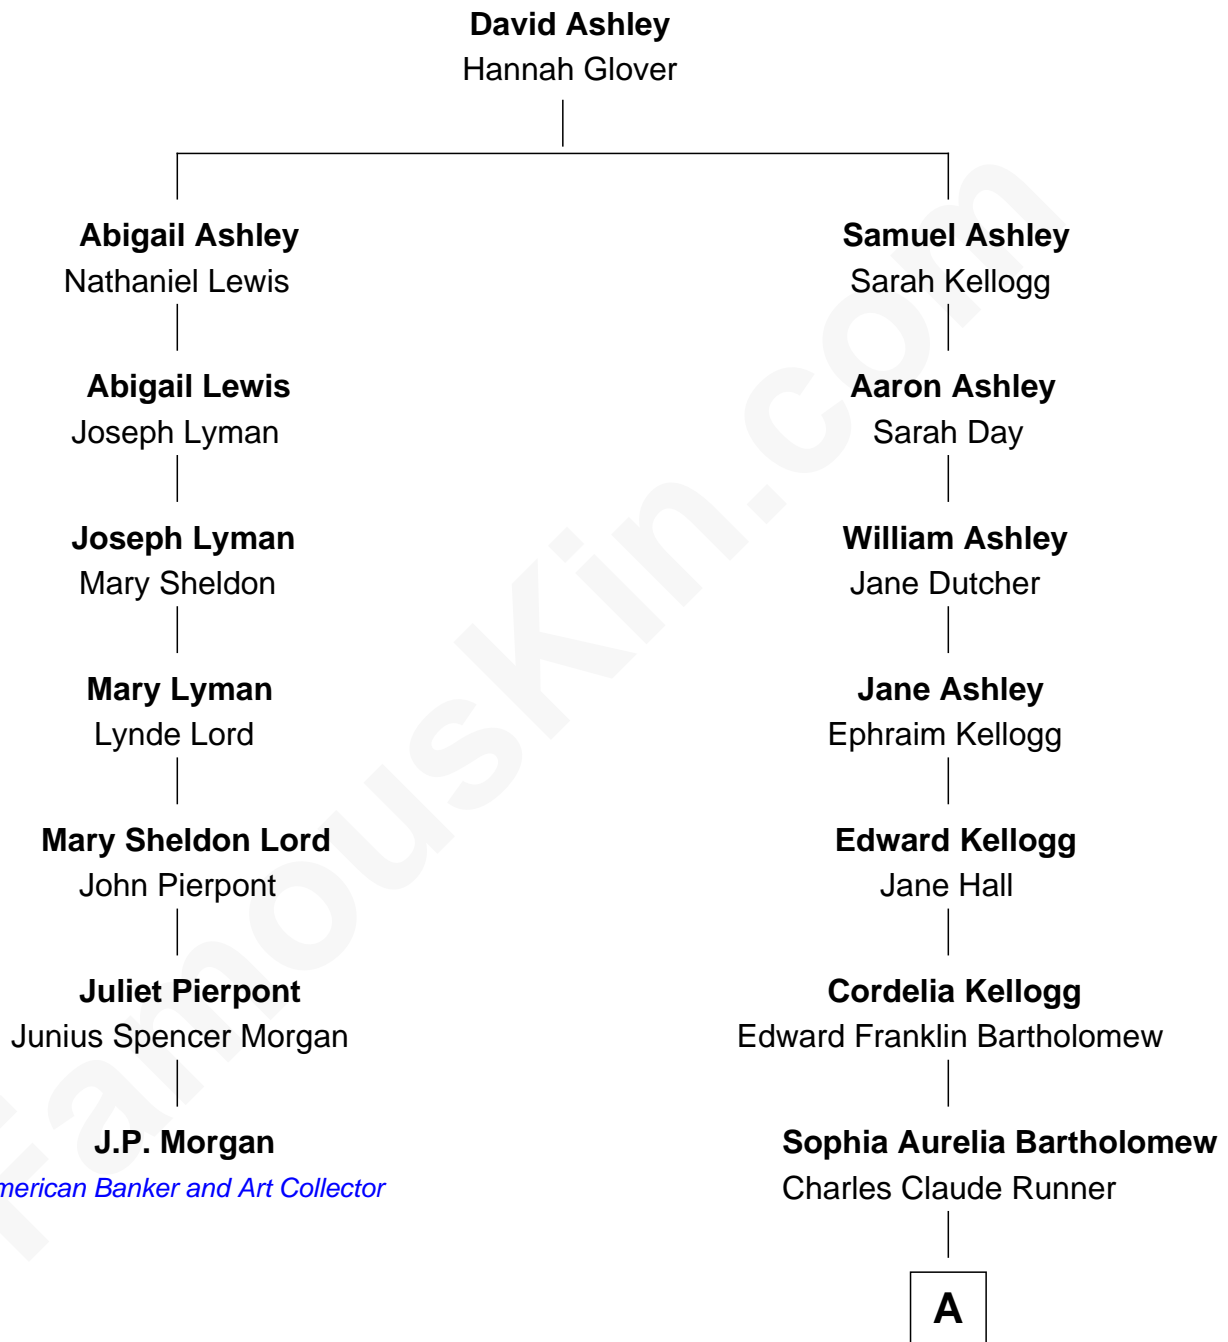 David Ashley
Hannah Glover
Abigail Ashley
Nathaniel Lewis
Samuel Ashley
Sarah Kellogg
Abigail Lewis
Joseph Lyman
Aaron Ashley
Sarah Day
Joseph Lyman
Mary Sheldon
William Ashley
Jane Dutcher
Mary Lyman
Lynde Lord
Jane Ashley
Ephraim Kellogg
Mary Sheldon Lord
John Pierpont
Edward Kellogg
Jane Hall
Juliet Pierpont
Junius Spencer Morgan
Cordelia Kellogg
Edward Franklin Bartholomew
J.P. Morgan
merican Banker and Art Collector
Sophia Aurelia Bartholomew
Charles Claude Runner
A
FamousKin.com